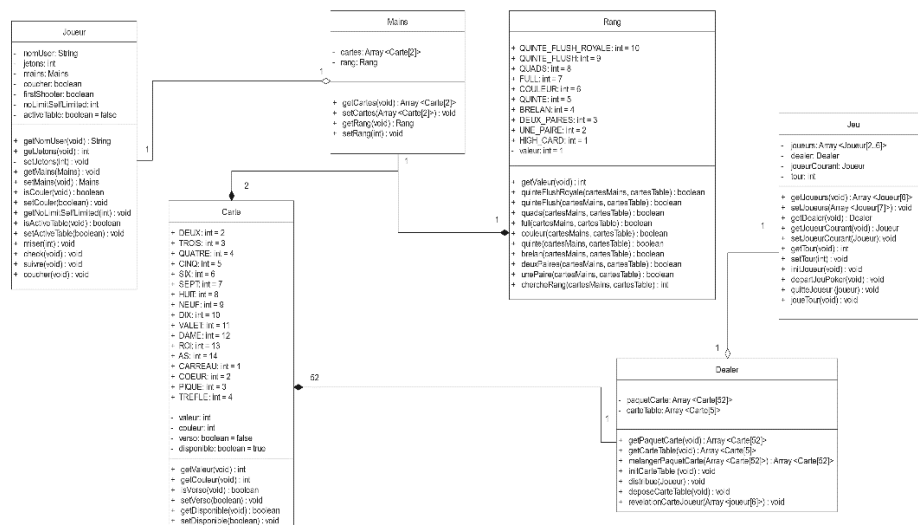 Joueur
- nomUser: String
- jetons: int
- mains: Mains
- coucher: boolean
- firstShooter: boolean
- noLimitSelfLimited: int
- activeTable: boolean = false
+ getNomUser(void) : String
+ getJetons(void) : int
- setJetons(int) : void
+ getMains(Mains) : void
+ setMains(void) : Mains
+ isCouler(void) : boolean
+ setCouler(boolean) : void
+ getNoLimitSelfLimited(int) : void
+ isActiveTable(void) : boolean
+ setActiveTable(boolean) : void
+ miser(int) : void
+ check(void) : void
+ suivre(void) : void
+ coucher(void) : void
Mains
- cartes: Array <Carte[2]>
- rang: Rang
+ getCartes(void) : Array <Carte[2]>
+ setCartes(Array <Carte[2]>) : void
+ getRang(void) : Rang
+ setRang(int) : void
Rang
+ QUINTE_FLUSH_ROYALE: int = 10
+ QUINTE_FLUSH: int = 9
+ QUADS: int = 8
+ FULL: int = 7
+ COULEUR: int = 6
+ QUINTE: int = 5
+ BRELAN: int = 4
+ DEUX_PAIRES: int = 3
+ UNE_PAIRE: int = 2
+ HIGH_CARD: int = 1
- valeur: int = 1
+ getValeur(void) : int
+ quinteFlushRoyale(cartesMains, cartesTable) : boolean
+ quinteFlush(cartesMains, cartesTable) : boolean
+ quads(cartesMains, cartesTable) : boolean
+ full(cartesMains, cartesTable) : boolean
+ couleur(cartesMains, cartesTable) : boolean
+ quinte(cartesMains, cartesTable) : boolean
+ brelan(cartesMains, cartesTable) : boolean
+ deuxPaires(cartesMains, cartesTable) : boolean
+ unePaire(cartesMains, cartesTable) : boolean
+ chercheRang(cartesMains, cartesTable) : int
Jeu
- joueurs: Array <Joueur[2..6]>
- dealer: Dealer
- joueurCourant: Joueur
- tour: int
+ getJoueurs(void) : Array <Joueur[6]>
+ setJoueurs(Array <Joueur[7]>) : void
+ getDealer(void) : Dealer
+ getJoueurCourant(void) : Joueur
+ setJoueurCourant(Joueur) : void
+ getTour(void) : int
+ setTour(int) : void
+ initJoueur(void) : void
+ departJeuPoker(void) : void
+ quitteJoueur (joueur) : void
+ joueTour(void) : void
Carte
+ DEUX: int = 2
+ TROIS: int = 3
+ QUATRE: int = 4
+ CINQ: int = 5
+ SIX: int = 6
+ SEPT: int = 7
+ HUIT: int = 8
+ NEUF: int = 9
+ DIX: int = 10
+ VALET: int = 11
+ DAME: int = 12
+ ROI: int = 13
+ AS: int = 14
+ CARREAU: int = 1
+ COEUR: int = 2
+ PIQUE: int = 3
+ TREFLE: int = 4
- valeur: int
- couleur: int
- verso: boolean = false
- disponible: boolean = true
+ getValeur(void) : int
+ getCouleur(void) : int
+ isVerso(void) : boolean
+ setVerso(boolean) : void
+ getDisponible(void) : boolean
+ setDisponible(boolean) : void
Dealer
- paquetCarte: Array <Carte[52]>
- carteTable: Array <Carte[5]>
+ getPaquetCarte(void) : Array <Carte[52]>
+ getCarteTable(void) : Array <Carte[5]>
+ melangerPaquetCarte(Array <Carte[52]>) : Array <Carte[52]>
+ initCarteTable (void) : void
+ distribue(Joueur) : void
+ deposeCarteTable(void) : void
+ revelationCarteJoueur(Array <joueur[6]>) : void
1
1
1
2
1
52
1
1
1